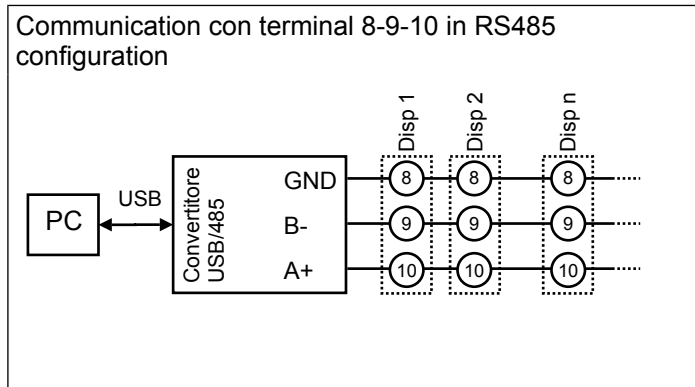 Communication con terminal 8-9-10 in RS485
configuration
Disp 1
Disp 2
Disp n
PC
USB
Convertitore
USB/485
GND
8
8
8
B-
9
9
9
A+
10
10
10